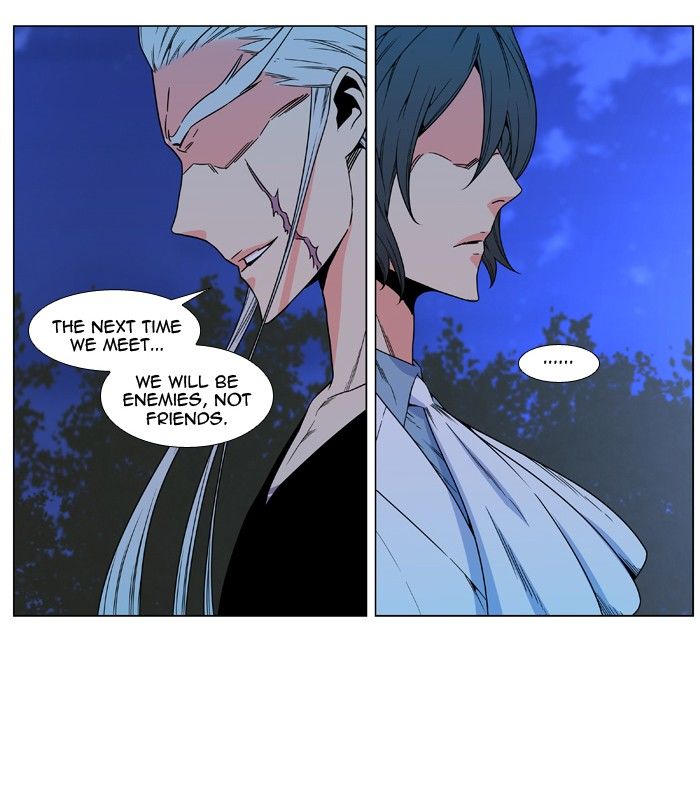 THE NEXT TIME
WE MEET...
WE WILL BE
ENEMIES, NOT
FRIENDS.
......